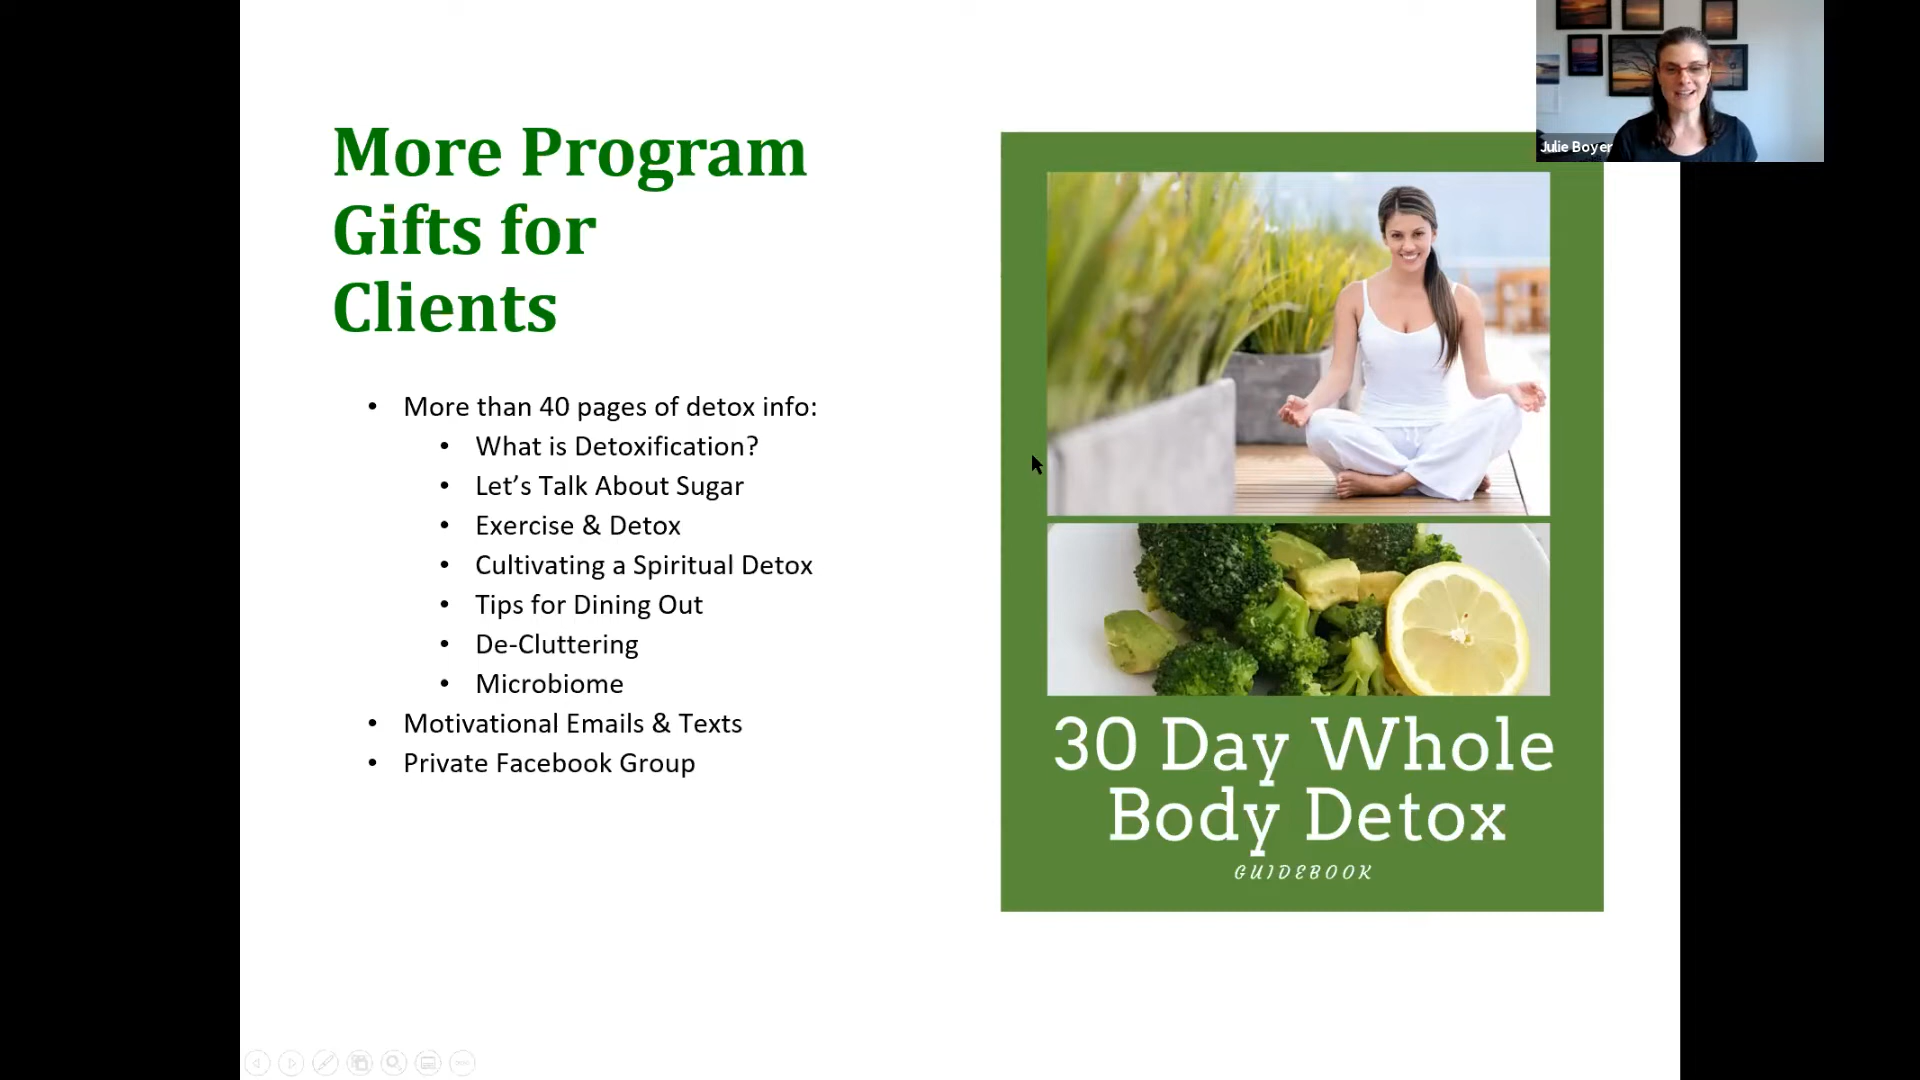 More Program
Gifts for
Clients
• More than 40 pages of detox info:
• What is Detoxification?
• Let’s Talk About Sugar
• Exercise & Detox
• Cultivating a Spiritual Detox
• Tips for Dining Out
• De-Cluttering
• Microbiome
• Motivational Emails & Texts
• Private Facebook Group
30 Day Whole
Body Detox
GUIDEBOOK
Julie Boyer